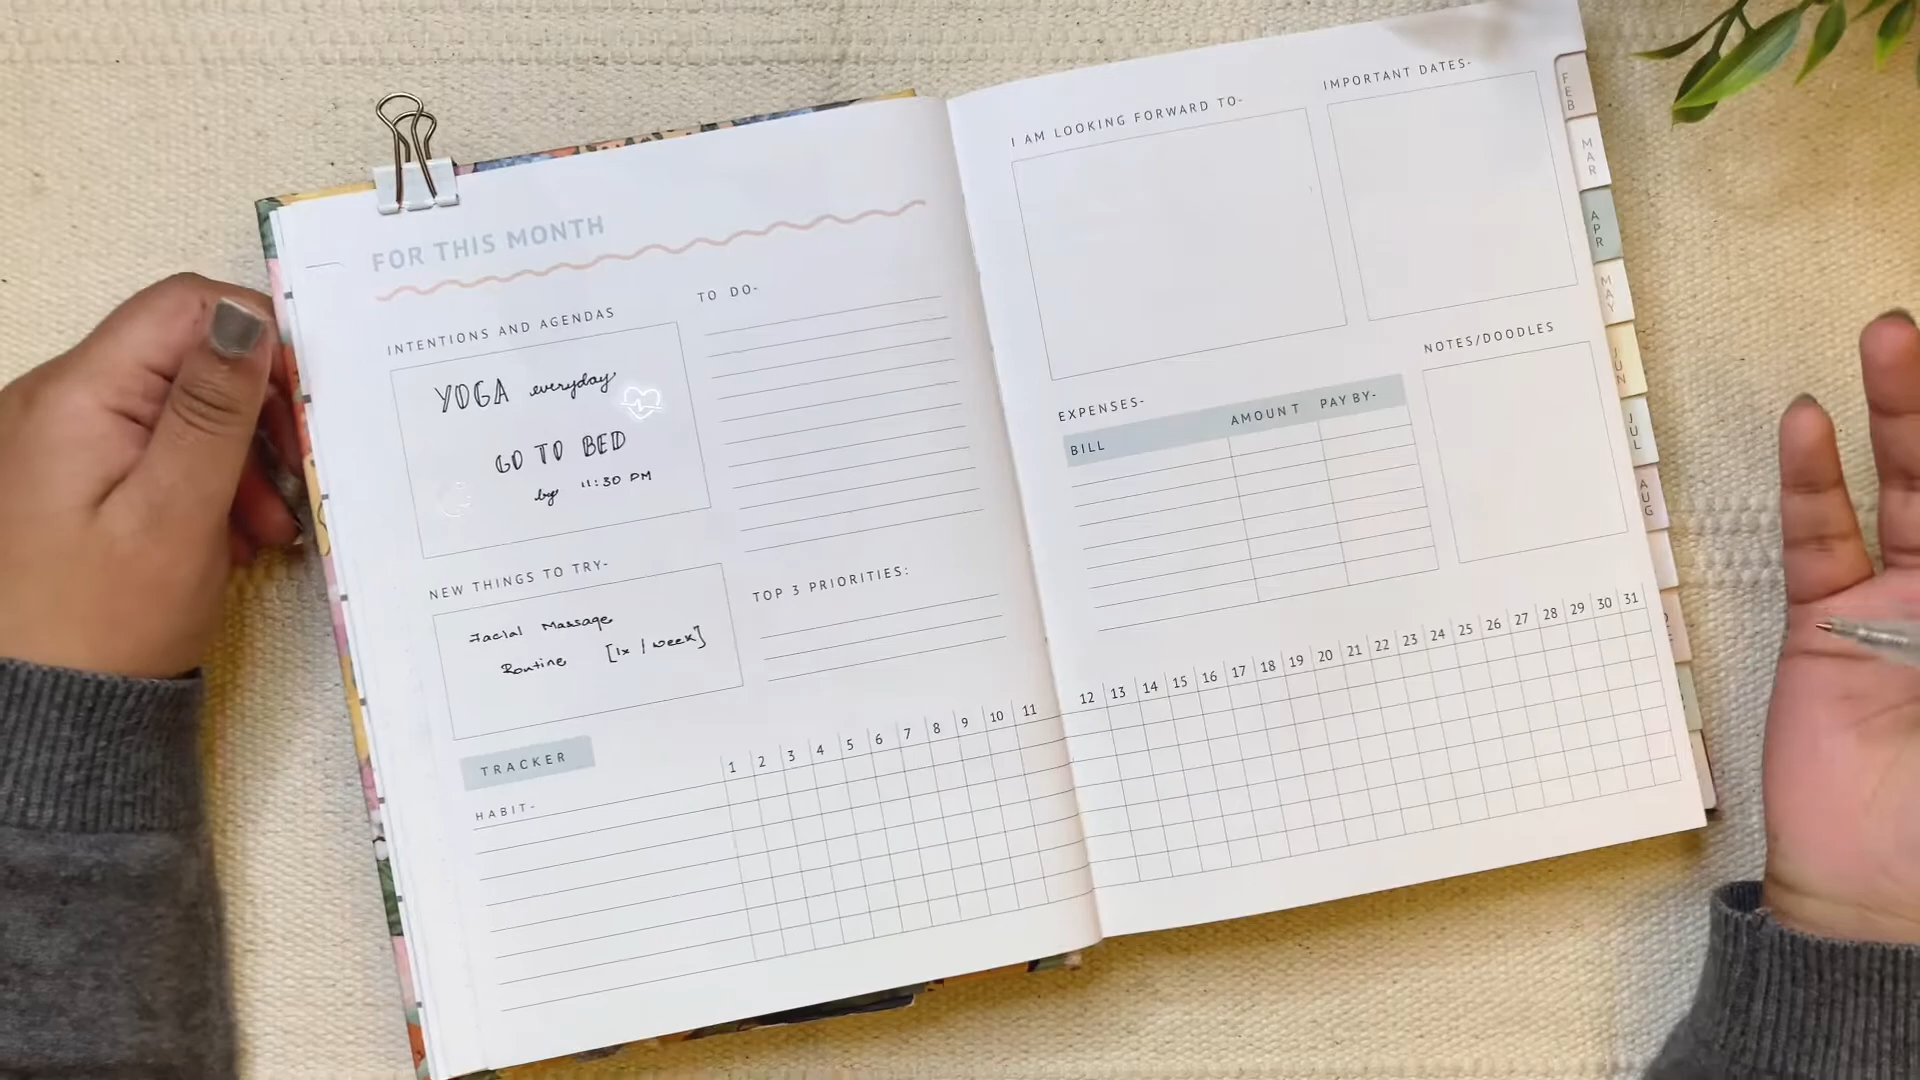 FOR THIS MONTH
INTENTIONS AND AGENDAS
YOGA everyday
GO TO BED
by 11:30 PM
TO DO-
NEW THINGS TO TRY-
Facial Massage
Routine [1x / week]
TOP 3 PRIORITIES:
TRACKER
HABIT-
1 2 3 4 5 6 7 8 9 10 11
I AM LOOKING FORWARD TO-
IMPORTANT DATES-
EXPENSES-
BILL AMOUNT PAY BY-
NOTES/DOODLES
12 13 14 15 16 17 18 19 20 21 22 23 24 25 26 27 28 29 30 31
FEB
MAR
APR
MAY
JUN
JUL
AUG